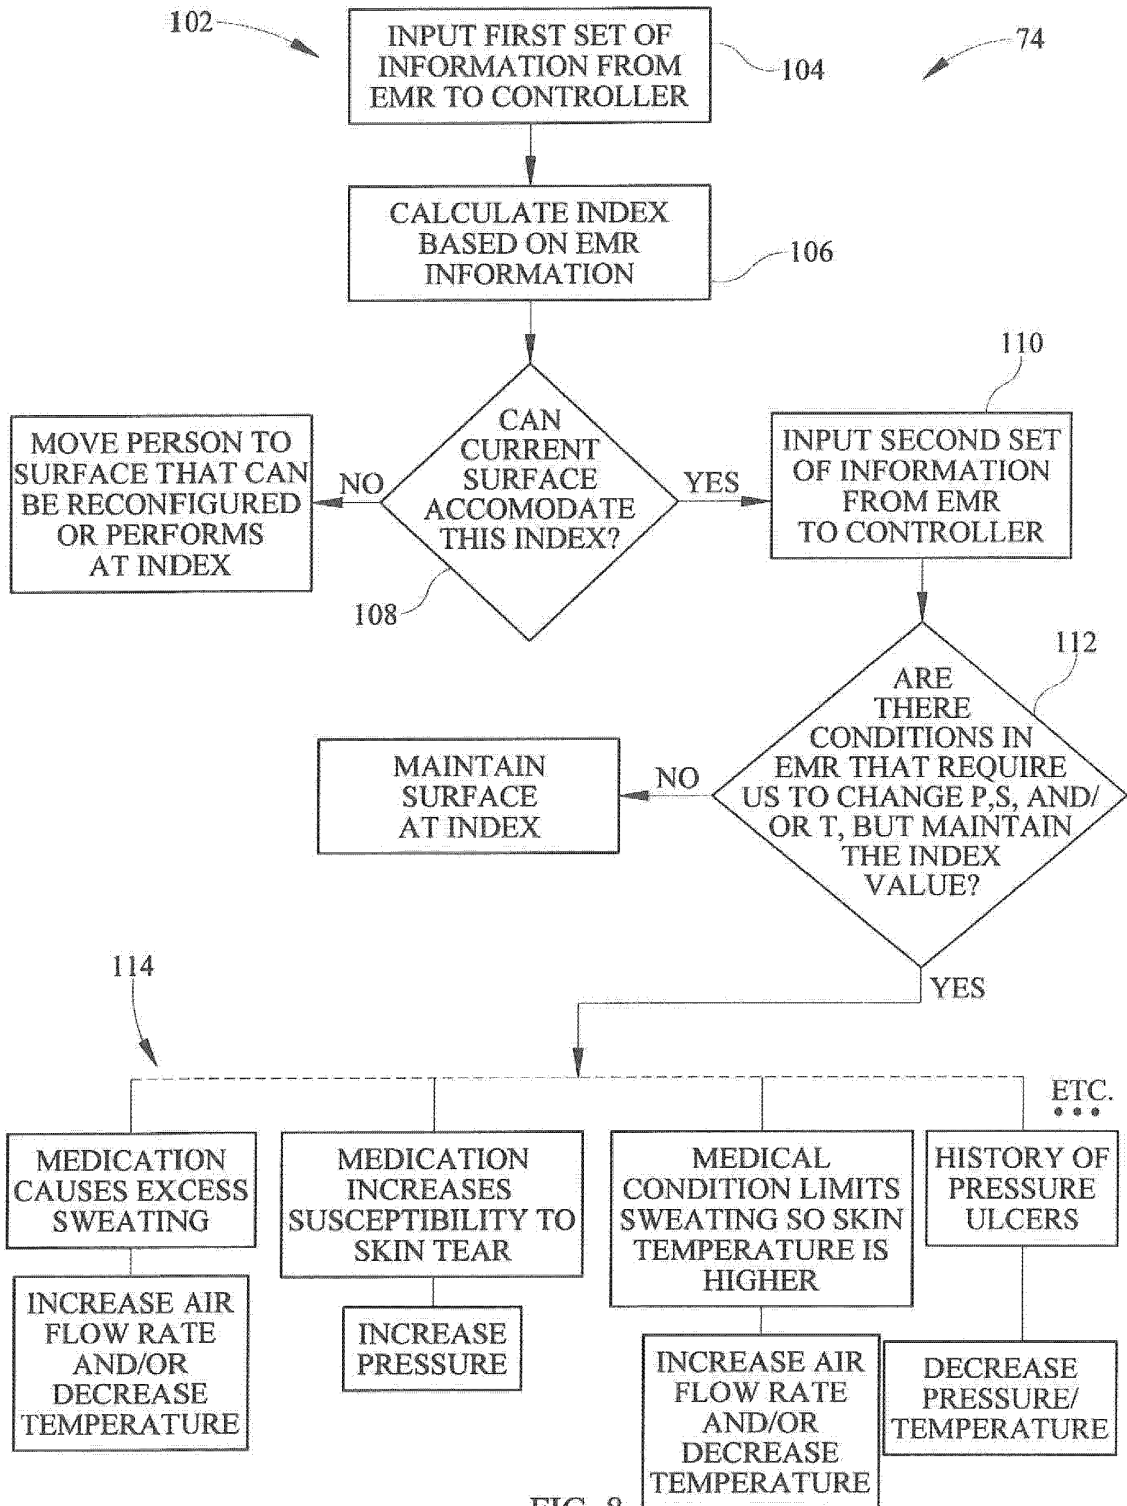 102
INPUT FIRST SET OF
INFORMATION FROM
EMR TO CONTROLLER
104
74
CALCULATE INDEX
BASED ON EMR
INFORMATION
106
CAN
CURRENT
SURFACE
ACCOMODATE
THIS INDEX?
108
NO
MOVE PERSON TO
SURFACE THAT CAN
BE RECONFIGURED
OR PERFORMS
AT INDEX
YES
110
INPUT SECOND SET
OF INFORMATION
FROM EMR
TO CONTROLLER
112
ARE
THERE
CONDITIONS IN
EMR THAT REQUIRE
US TO CHANGE P,S, AND/
OR T, BUT MAINTAIN
THE INDEX
VALUE?
NO
MAINTAIN
SURFACE
AT INDEX
YES
114
ETC.
MEDICATION
CAUSES EXCESS
SWEATING
INCREASE AIR
FLOW RATE
AND/OR
DECREASE
TEMPERATURE
MEDICATION
INCREASES
SUSCEPTIBILITY TO
SKIN TEAR
INCREASE
PRESSURE
MEDICAL
CONDITION LIMITS
SWEATING SO SKIN
TEMPERATURE IS
HIGHER
INCREASE AIR
FLOW RATE
AND/OR
DECREASE
TEMPERATURE
HISTORY OF
PRESSURE
ULCERS
DECREASE
PRESSURE/
TEMPERATURE
FIG. 8